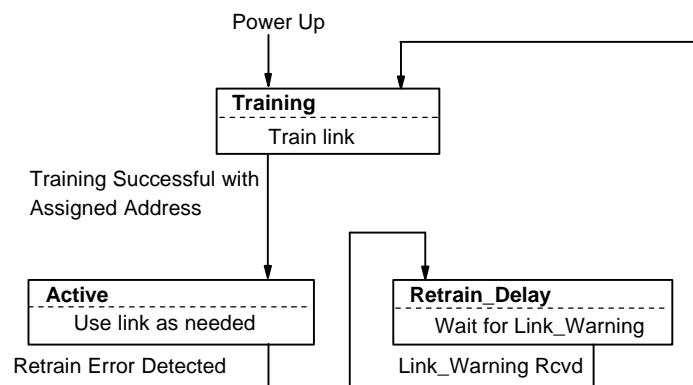 Power Up
Training
Train link
Training Successful with
Assigned Address
Active
Use link as needed
Retrain Error Detected
Retrain_Delay
Wait for Link_Warning
Link_Warning Rcvd